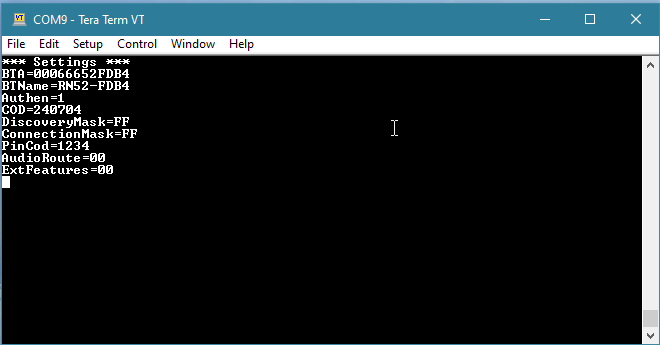 COM9 - Tera Term VT
File Edit Setup Control Window Help
*** Settings ***
BTA=00066652FDB4
BTName=RN52-FDB4
Authen=1
COD=240704
DiscoveryMask=FF
ConnectionMask=FF
PinCod=1234
AudioRoute=00
ExtFeatures=00